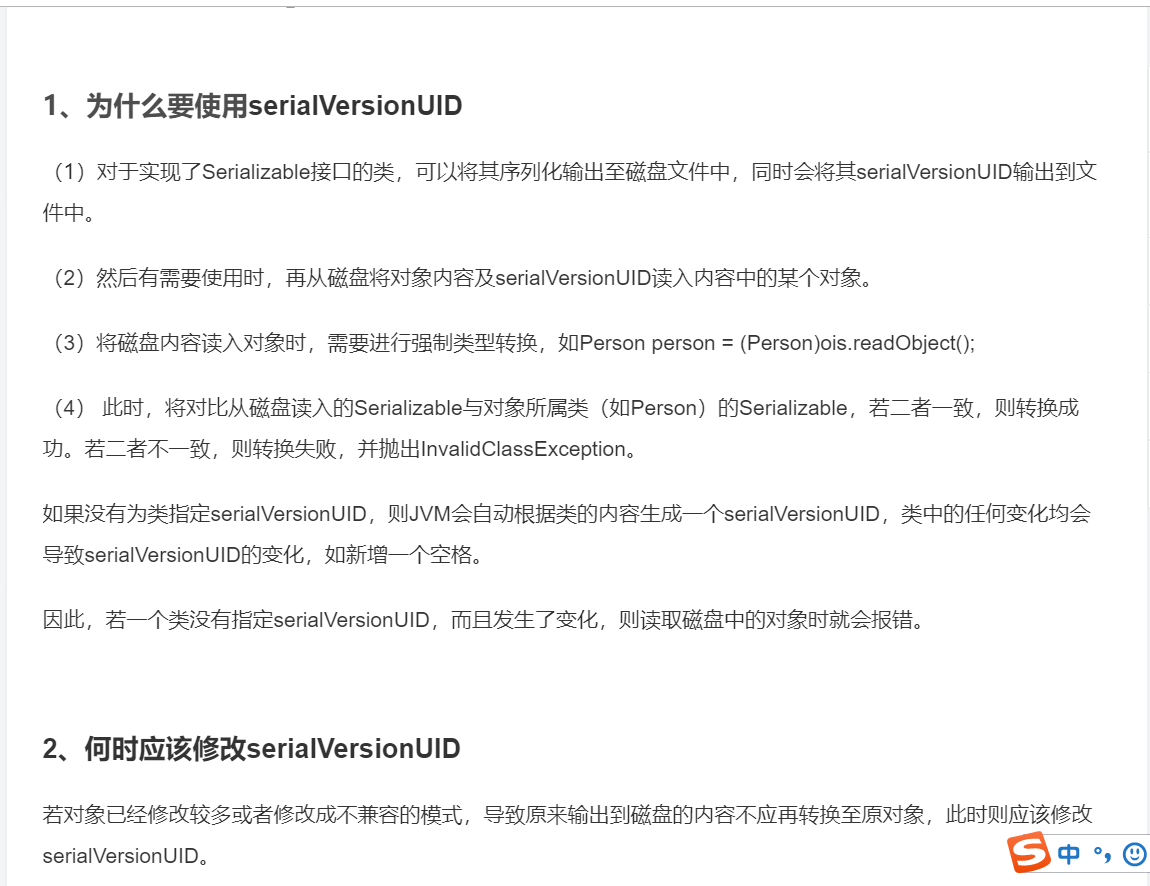 1、为什么要使用serialVersionUID
（1）对于实现了Serializable接口的类，可以将其序列化输出至磁盘文件中，同时会将其serialVersionUID输出到文
件中。
（2）然后有需要使用时，再从磁盘将对象内容及serialVersionUID读入内容中的某个对象。
（3）将磁盘内容读入对象时，需要进行强制类型转换，如Person person = (Person)ois.readObject();
（4） 此时，将对比从磁盘读入的Serializable与对象所属类（如Person）的Serializable，若二者一致，则转换成
功。若二者不一致，则转换失败，并抛出InvalidClassException。
如果没有为类指定serialVersionUID，则JVM会自动根据类的内容生成一个serialVersionUID，类中的任何变化均会
导致serialVersionUID的变化，如新增一个空格。
因此，若一个类没有指定serialVersionUID，而且发生了变化，则读取磁盘中的对象时就会报错。
2、何时应该修改serialVersionUID
若对象已经修改较多或者修改成不兼容的模式，导致原来输出到磁盘的内容不应再转换至原对象，此时则应该修改
serialVersionUID。
S 中 °，